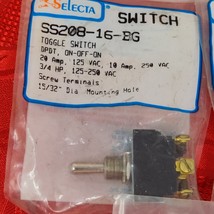 SELECTA SWITCH
SS208-16-BG
TOGGLE SWITCH
DPDT, ON-OFF-ON
20 Amp, 125 VAC, 10 Amp, 250 VAC
3/4 HP, 125-250 VAC
Screw Terminals
15/32" Dia. Mounting Hole